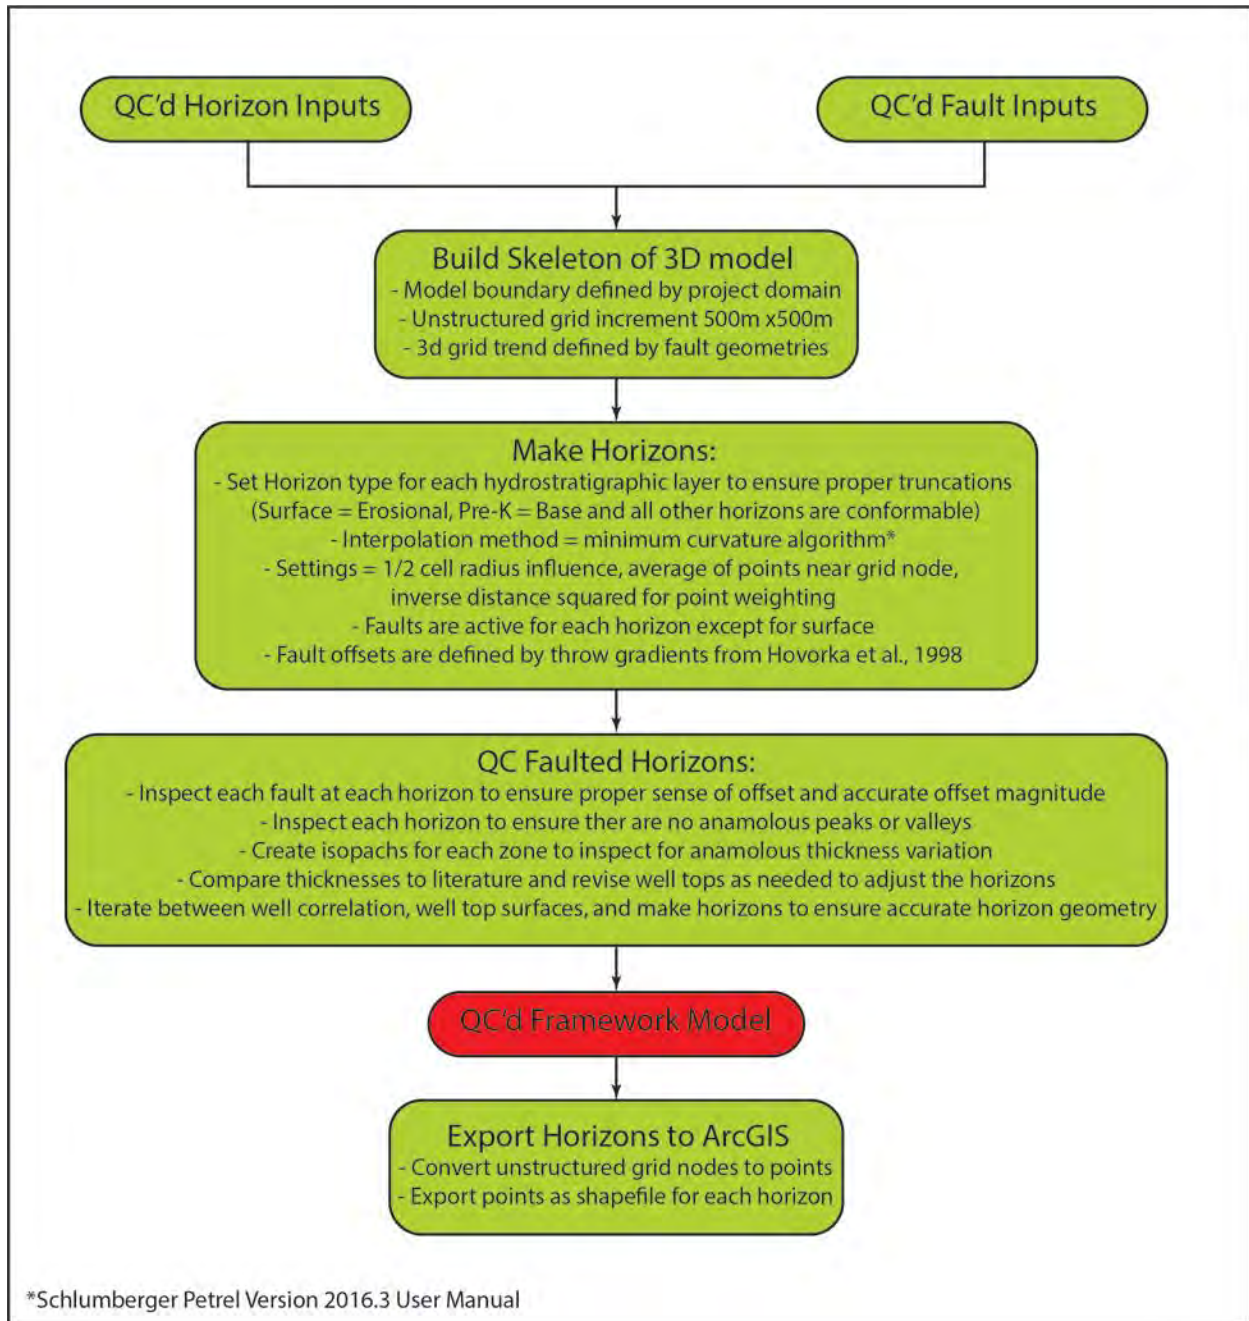 QC'd Horizon Inputs
QC'd Fault Inputs
Build Skeleton of 3D model
- Model boundary defined by project domain
- Unstructured grid increment 500m x500m
- 3d grid trend defined by fault geometries
Make Horizons:
- Set Horizon type for each hydrostratigraphic layer to ensure proper truncations
(Surface = Erosional, Pre-K = Base and all other horizons are conformable)
- Interpolation method = minimum curvature algorithm*
- Settings = 1/2 cell radius influence, average of points near grid node,
inverse distance squared for point weighting
- Faults are active for each horizon except for surface
- Fault offsets are defined by throw gradients from Hovorka et al., 1998
QC Faulted Horizons:
- Inspect each fault at each horizon to ensure proper sense of offset and accurate offset magnitude
- Inspect each horizon to ensure ther are no anamolous peaks or valleys
- Create isopachs for each zone to inspect for anamolous thickness variation
- Compare thicknesses to literature and revise well tops as needed to adjust the horizons
- Iterate between well correlation, well top surfaces, and make horizons to ensure accurate horizon geometry
QC'd Framework Model
Export Horizons to ArcGIS
- Convert unstructured grid nodes to points
- Export points as shapefile for each horizon
*Schlumberger Petrel Version 2016.3 User Manual